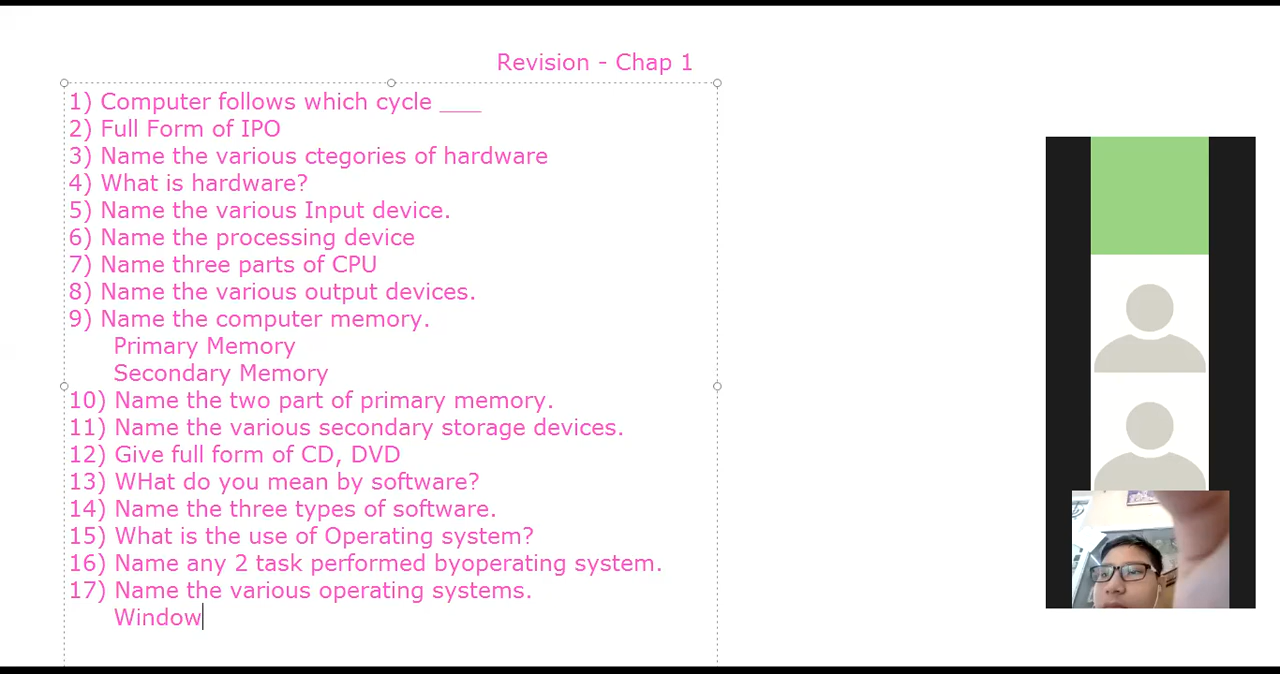 Revision - Chap 1
1) Computer follows which cycle ___
2) Full Form of IPO
3) Name the various ctegories of hardware
4) What is hardware?
5) Name the various Input device.
6) Name the processing device
7) Name three parts of CPU
8) Name the various output devices.
9) Name the computer memory.
Primary Memory
Secondary Memory
10) Name the two part of primary memory.
11) Name the various secondary storage devices.
12) Give full form of CD, DVD
13) WHat do you mean by software?
14) Name the three types of software.
15) What is the use of Operating system?
16) Name any 2 task performed byoperating system.
17) Name the various operating systems.
Window